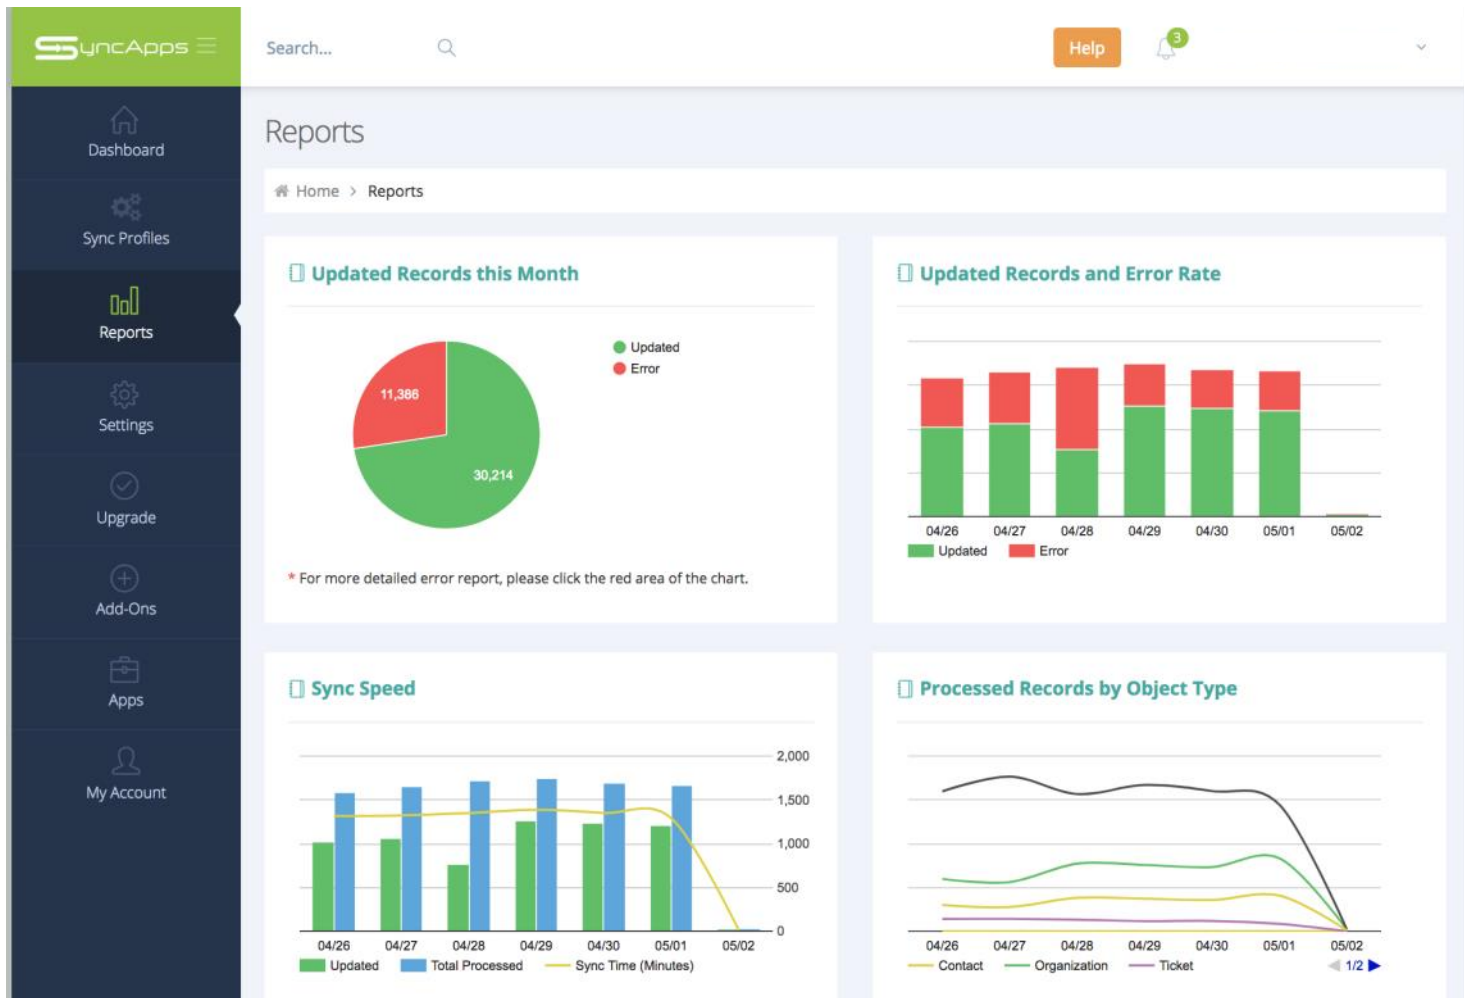 SyncApps
Search...
Help
3
Dashboard
Sync Profiles
Reports
Settings
Upgrade
Add-Ons
Apps
My Account
Reports
Home > Reports
Updated Records this Month
Updated
Error
11,386
30,214
* For more detailed error report, please click the red area of the chart.
Updated Records and Error Rate
04/26 04/27 04/28 04/29 04/30 05/01 05/02
Updated Error
Sync Speed
2,000
1,500
1,000
500
0
04/26 04/27 04/28 04/29 04/30 05/01 05/02
Updated Total Processed Sync Time (Minutes)
Processed Records by Object Type
04/26 04/27 04/28 04/29 04/30 05/01 05/02
Contact Organization Ticket 1/2